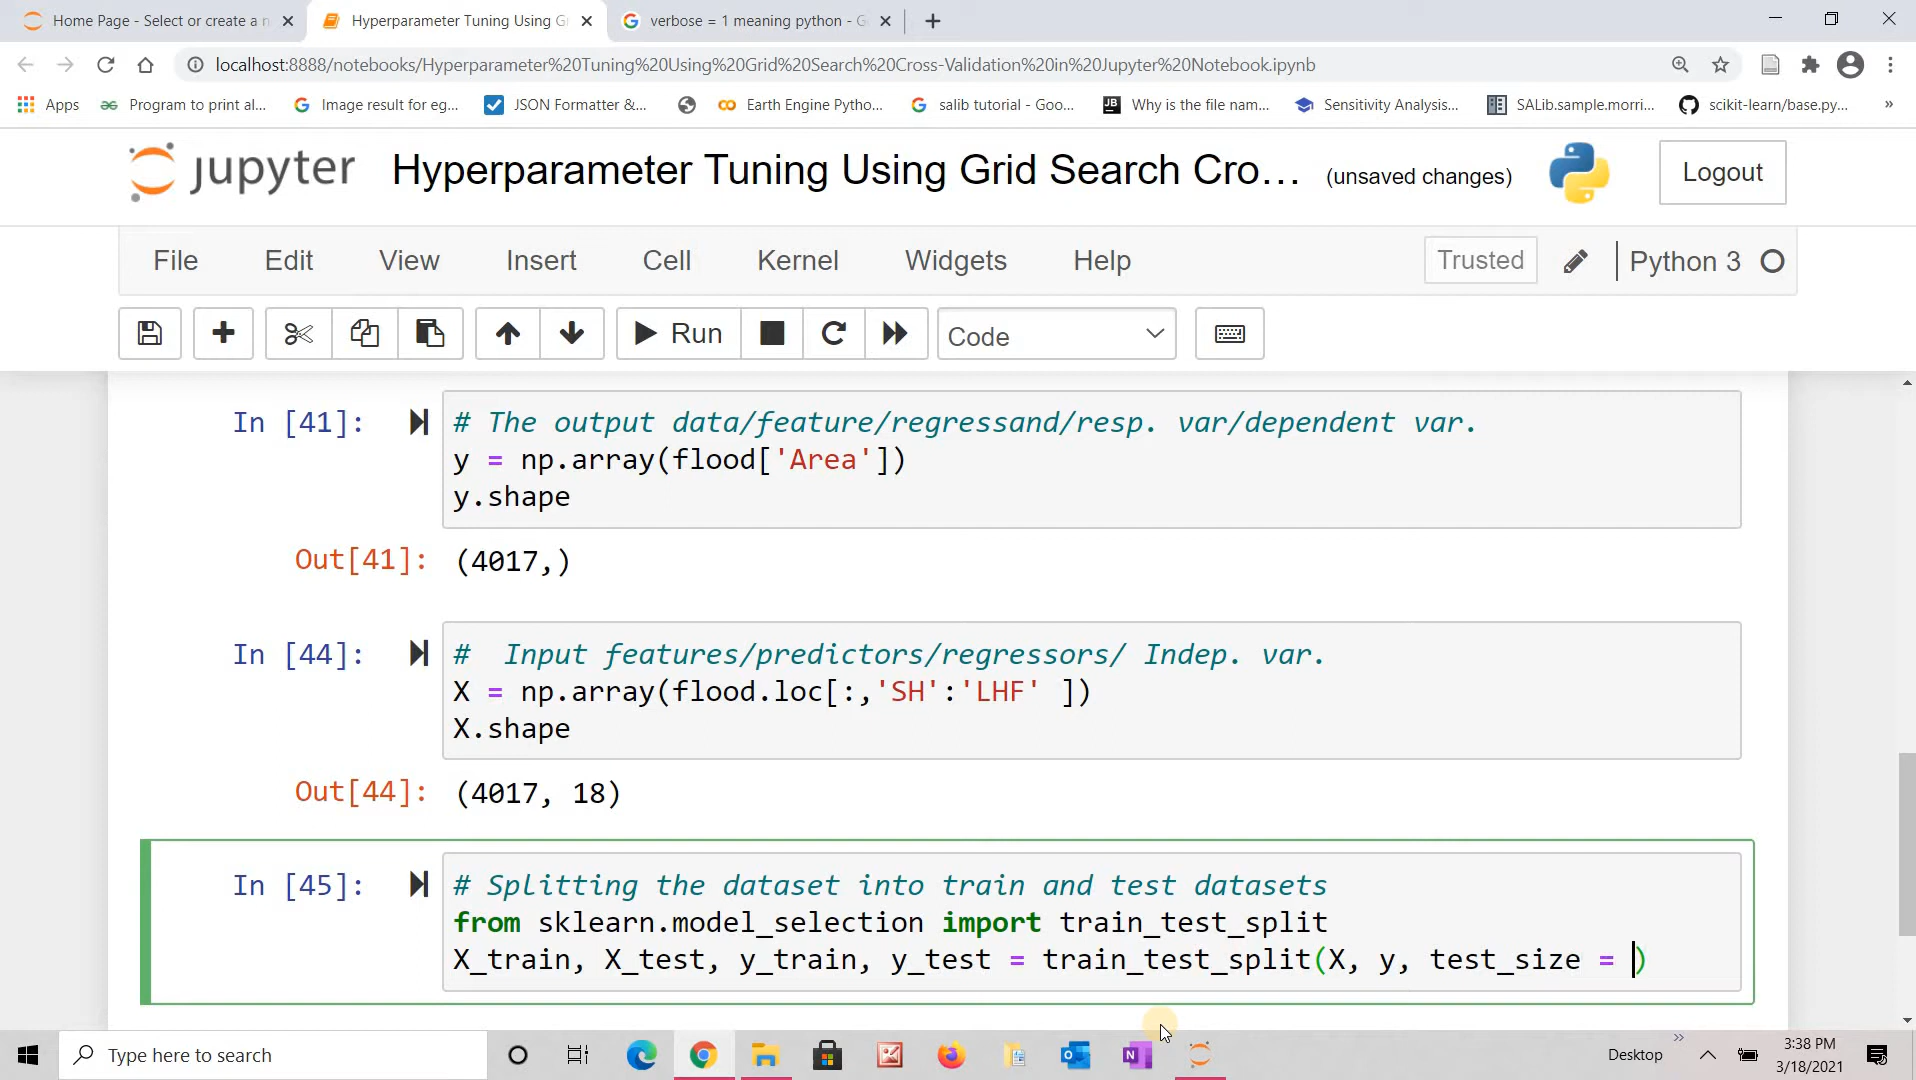 Home Page - Select or create a n
Hyperparameter Tuning Using Gr
verbose = 1 meaning python - G
localhost:8888/notebooks/Hyperparameter%20Tuning%20Using%20Grid%20Search%20Cross-Validation%20in%20Jupyter%20Notebook.ipynb
Apps
Program to print al...
Image result for eg...
JSON Formatter &...
Earth Engine Pytho...
salib tutorial - Goo...
Why is the file nam...
Sensitivity Analysis...
SALib.sample.morri...
scikit-learn/base.py...
»
jupyter
Hyperparameter Tuning Using Grid Search Cro...
(unsaved changes)
Logout
File
Edit
View
Insert
Cell
Kernel
Widgets
Help
Trusted
Python 3
Run
Code
In [41]:
# The output data/feature/regressand/resp. var/dependent var.
y = np.array(flood['Area'])
y.shape
Out[41]:
(4017,)
In [44]:
# Input features/predictors/regressors/ Indep. var.
X = np.array(flood.loc[:,'SH':'LHF' ])
X.shape
Out[44]:
(4017, 18)
In [45]:
# Splitting the dataset into train and test datasets
from sklearn.model_selection import train_test_split
X_train, X_test, y_train, y_test = train_test_split(X, y, test_size = )
Type here to search
Desktop
»
3:38 PM
3/18/2021